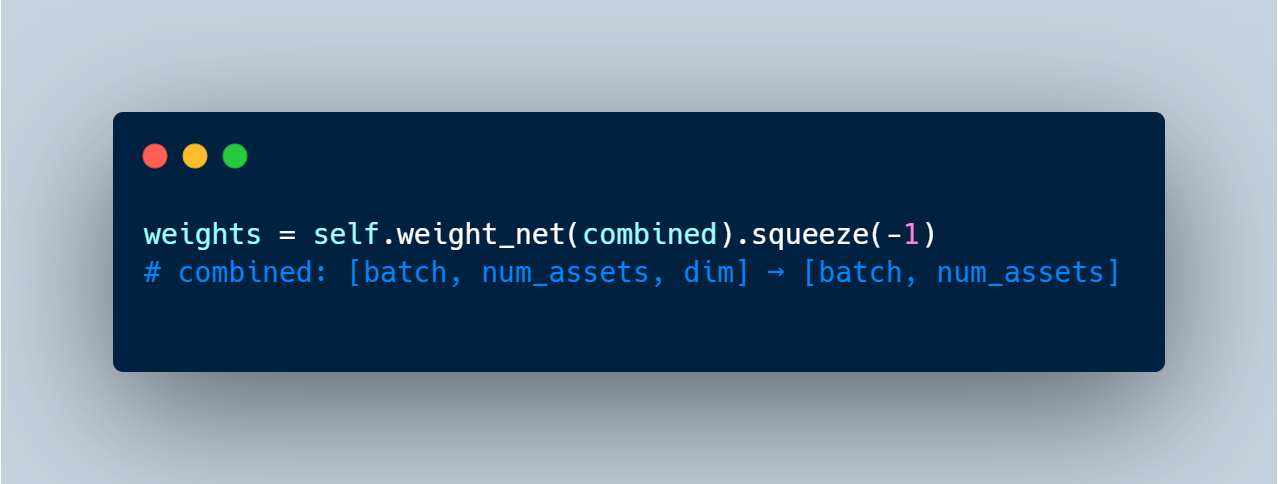 weights = self.weight_net(combined).squeeze(-1)
# combined: [batch, num_assets, dim] → [batch, num_assets]